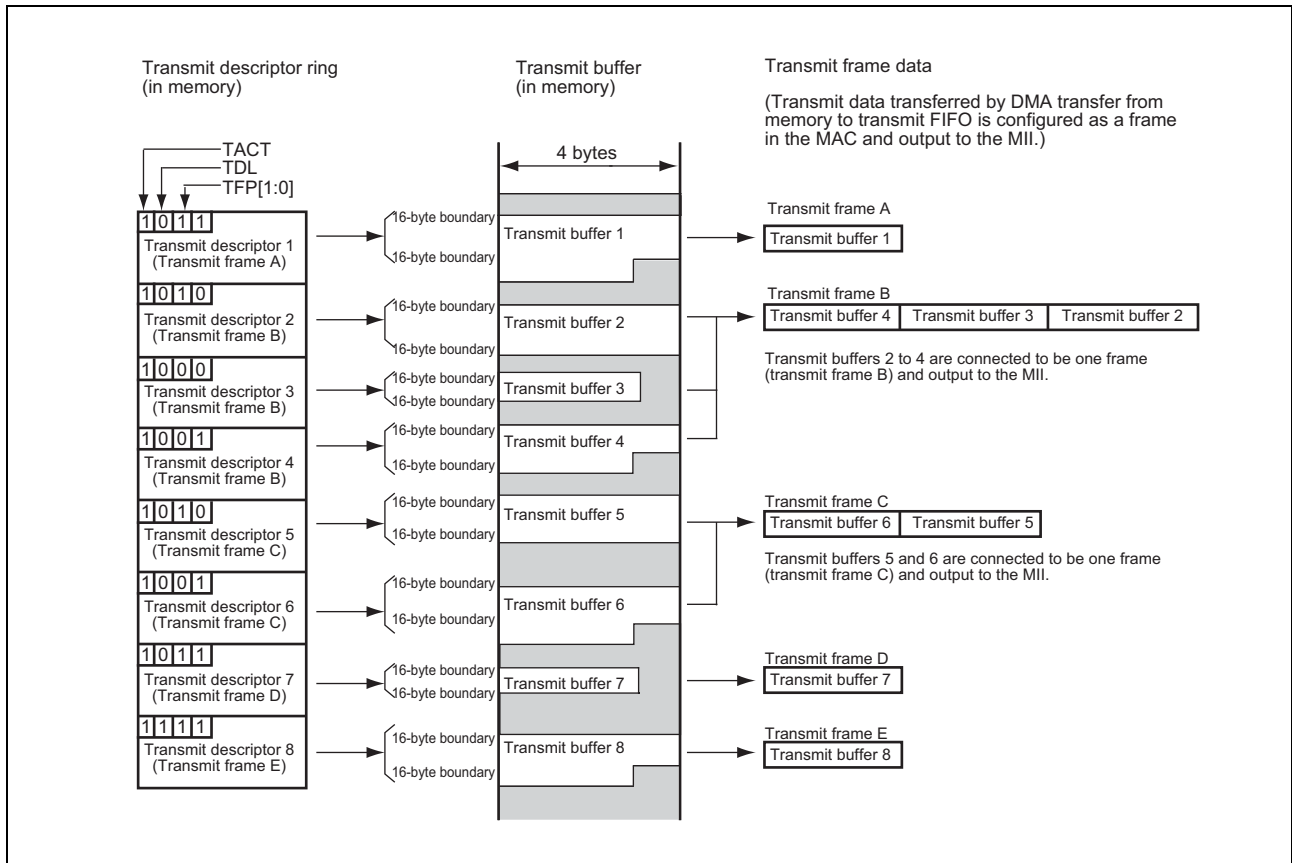 Transmit descriptor ring
(in memory)
Transmit buffer
(in memory)
Transmit frame data
(Transmit data transferred by DMA transfer from
memory to transmit FIFO is configured as a frame
in the MAC and output to the MII.)
TACT
TDL
TFP[1:0]
4 bytes
1 0 1 1
Transmit descriptor 1
(Transmit frame A)
16-byte boundary
16-byte boundary
Transmit buffer 1
Transmit frame A
Transmit buffer 1
1 0 1 0
Transmit descriptor 2
(Transmit frame B)
16-byte boundary
16-byte boundary
Transmit buffer 2
Transmit frame B
Transmit buffer 4 Transmit buffer 3 Transmit buffer 2
Transmit buffers 2 to 4 are connected to be one frame
(transmit frame B) and output to the MII.
1 0 0 0
Transmit descriptor 3
(Transmit frame B)
16-byte boundary
16-byte boundary
Transmit buffer 3
1 0 0 1
Transmit descriptor 4
(Transmit frame B)
16-byte boundary
16-byte boundary
Transmit buffer 4
1 0 1 0
Transmit descriptor 5
(Transmit frame C)
16-byte boundary
16-byte boundary
Transmit buffer 5
Transmit frame C
Transmit buffer 6 Transmit buffer 5
Transmit buffers 5 and 6 are connected to be one frame
(transmit frame C) and output to the MII.
1 0 0 1
Transmit descriptor 6
(Transmit frame C)
16-byte boundary
16-byte boundary
Transmit buffer 6
1 0 1 1
Transmit descriptor 7
(Transmit frame D)
16-byte boundary
16-byte boundary
Transmit buffer 7
Transmit frame D
Transmit buffer 7
1 1 1 1
Transmit descriptor 8
(Transmit frame E)
16-byte boundary
16-byte boundary
Transmit buffer 8
Transmit frame E
Transmit buffer 8